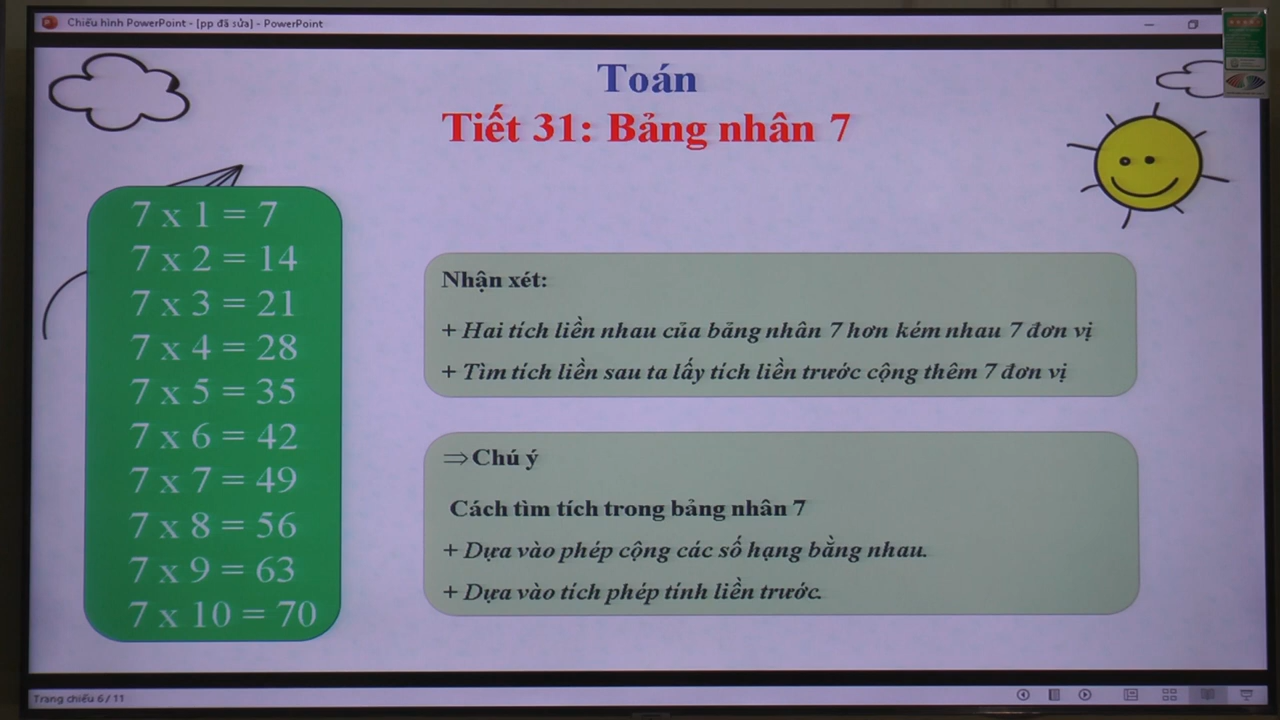 Chiếu hình PowerPoint - [pp đã sửa] - PowerPoint
Toán
Tiết 31: Bảng nhân 7
7 x 1 = 7
7 x 2 = 14
7 x 3 = 21
7 x 4 = 28
7 x 5 = 35
7 x 6 = 42
7 x 7 = 49
7 x 8 = 56
7 x 9 = 63
7 x 10 = 70
Nhận xét:
+ Hai tích liền nhau của bảng nhân 7 hơn kém nhau 7 đơn vị
+ Tìm tích liền sau ta lấy tích liền trước cộng thêm 7 đơn vị
⇒ Chú ý
Cách tìm tích trong bảng nhân 7
+ Dựa vào phép cộng các số hạng bằng nhau.
+ Dựa vào tích phép tính liền trước.
Trang chiếu 6 / 11